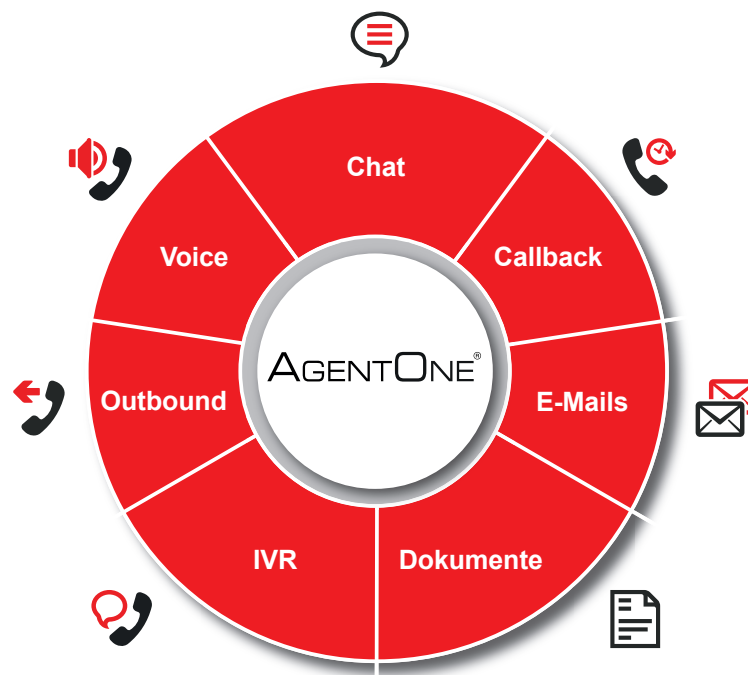 Chat
Voice
Callback
AGENTONE®
Outbound
E-Mails
IVR
Dokumente